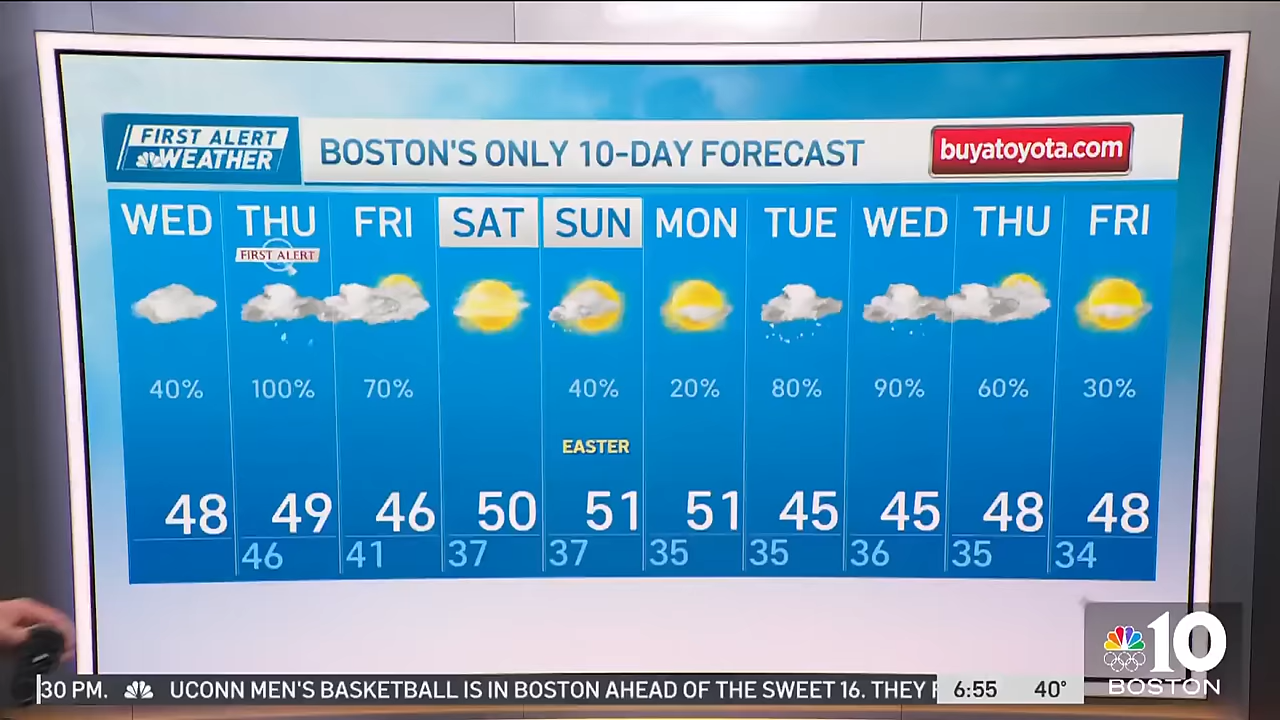 FIRST ALERT
WEATHER
BOSTON'S ONLY 10-DAY FORECAST
buyatoyota.com
WED THU FRI SAT SUN MON TUE WED THU FRI
FIRST ALERT
40% 100% 70% 40% 20% 80% 90% 60% 30%
EASTER
48 49 46 50 51 51 45 45 48 48
46 41 37 37 35 35 36 35 34
10
BOSTON
30 PM. UCONN MEN'S BASKETBALL IS IN BOSTON AHEAD OF THE SWEET 16. THEY
6:55 40°